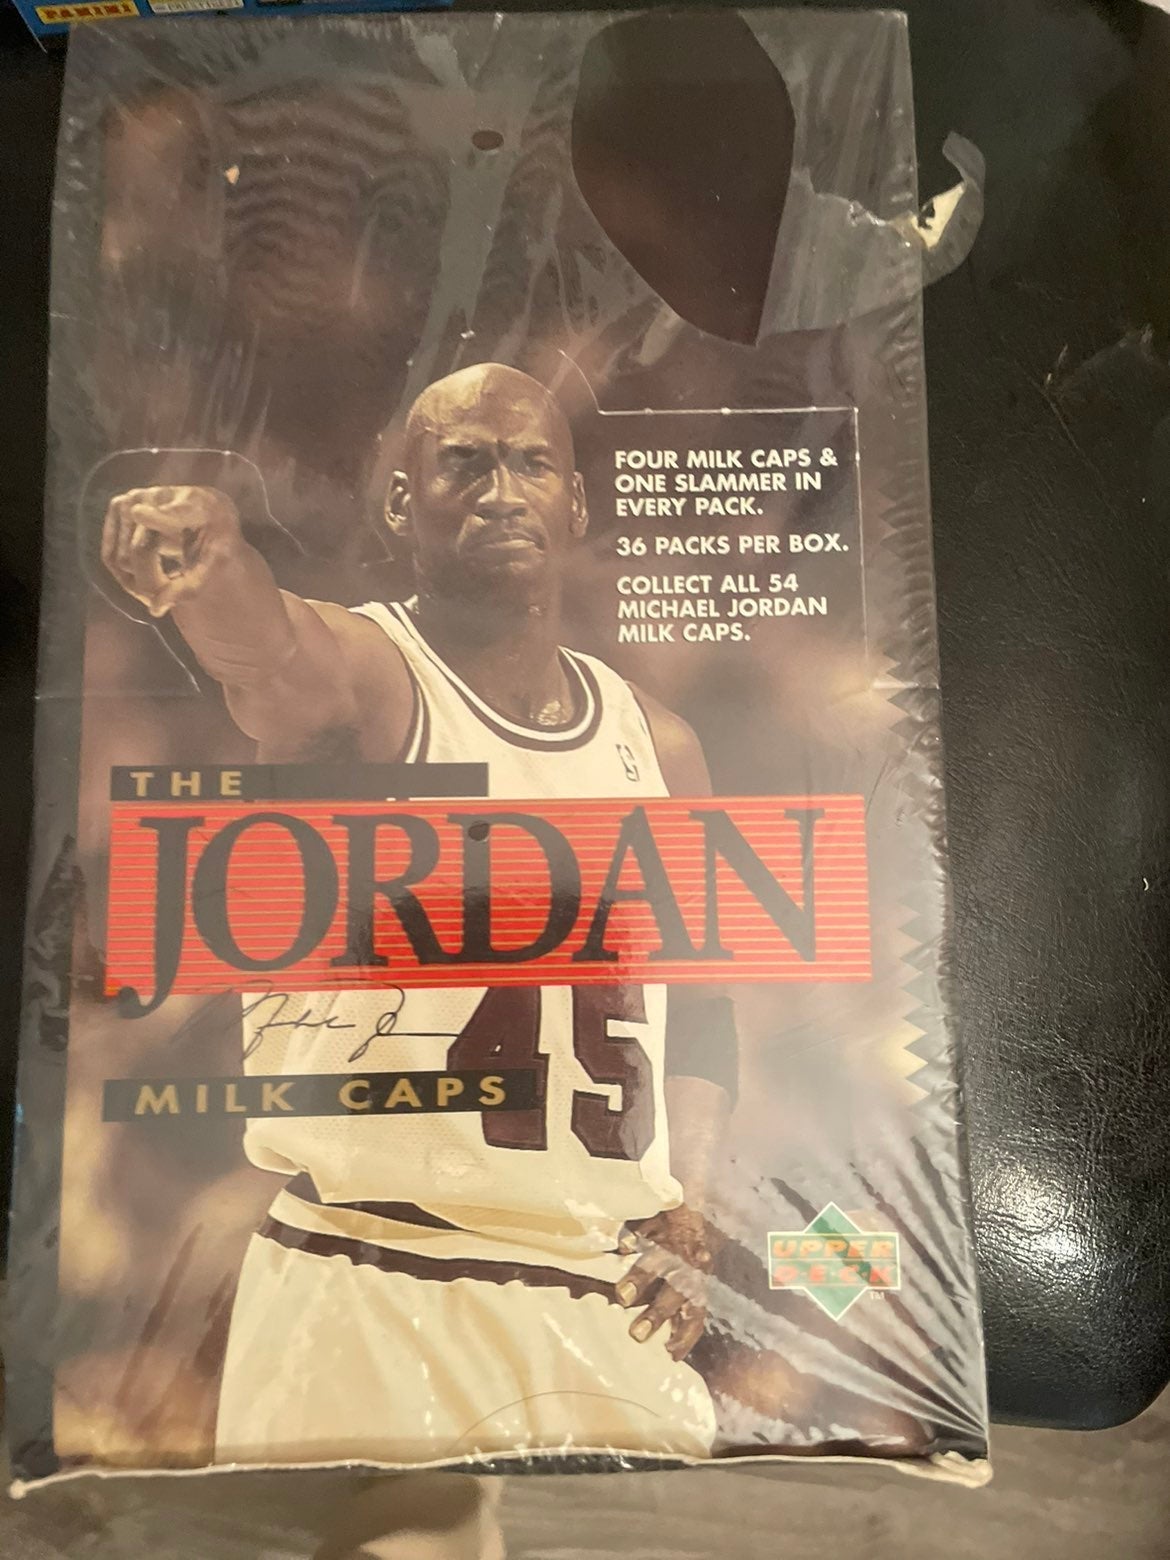 PANINI
FOUR MILK CAPS &
ONE SLAMMER IN
EVERY PACK.
36 PACKS PER BOX.
COLLECT ALL 54
MICHAEL JORDAN
MILK CAPS.
THE
JORDAN
45
MILK CAPS
UPPER
DECK
TM